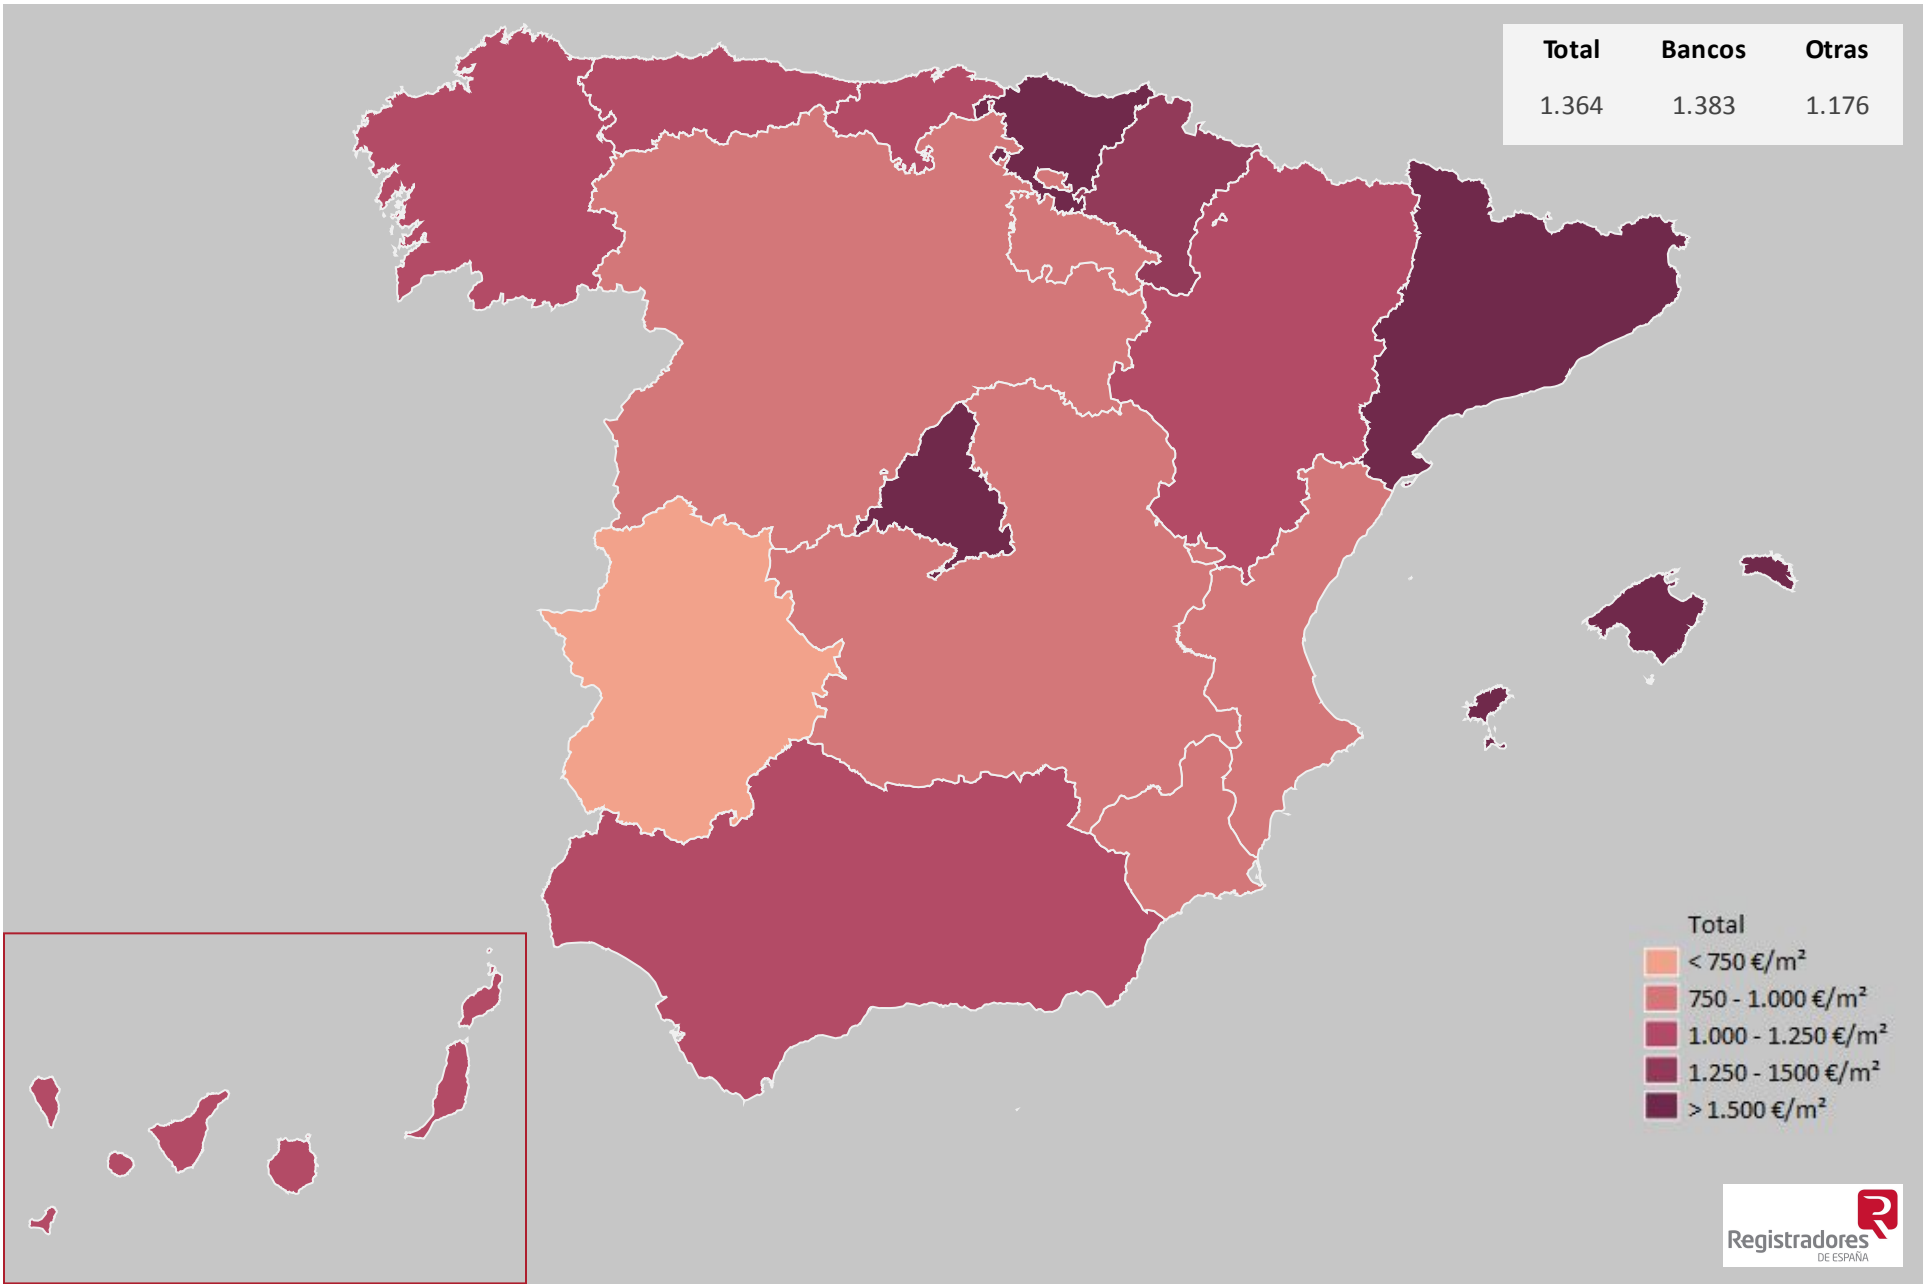 Total Bancos Otras
1.364 1.383 1.176
Total
< 750 €/m²
750 - 1.000 €/m²
1.000 - 1.250 €/m²
1.250 - 1500 €/m²
> 1.500 €/m²
Registradores
DE ESPAÑA